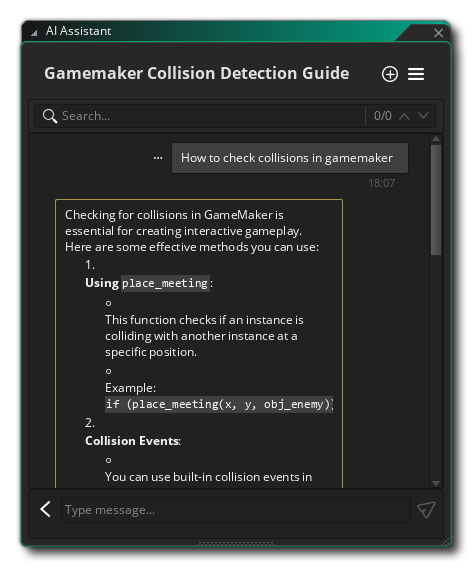 AI Assistant
Gamemaker Collision Detection Guide
Search...
0/0
How to check collisions in gamemaker
18:07
Checking for collisions in GameMaker is
essential for creating interactive gameplay.
Here are some effective methods you can use:
1.
Using place_meeting:
This function checks if an instance is
colliding with another instance at a
specific position.
Example:
if (place_meeting(x, y, obj_enemy))
2.
Collision Events:
You can use built-in collision events in
Type message...